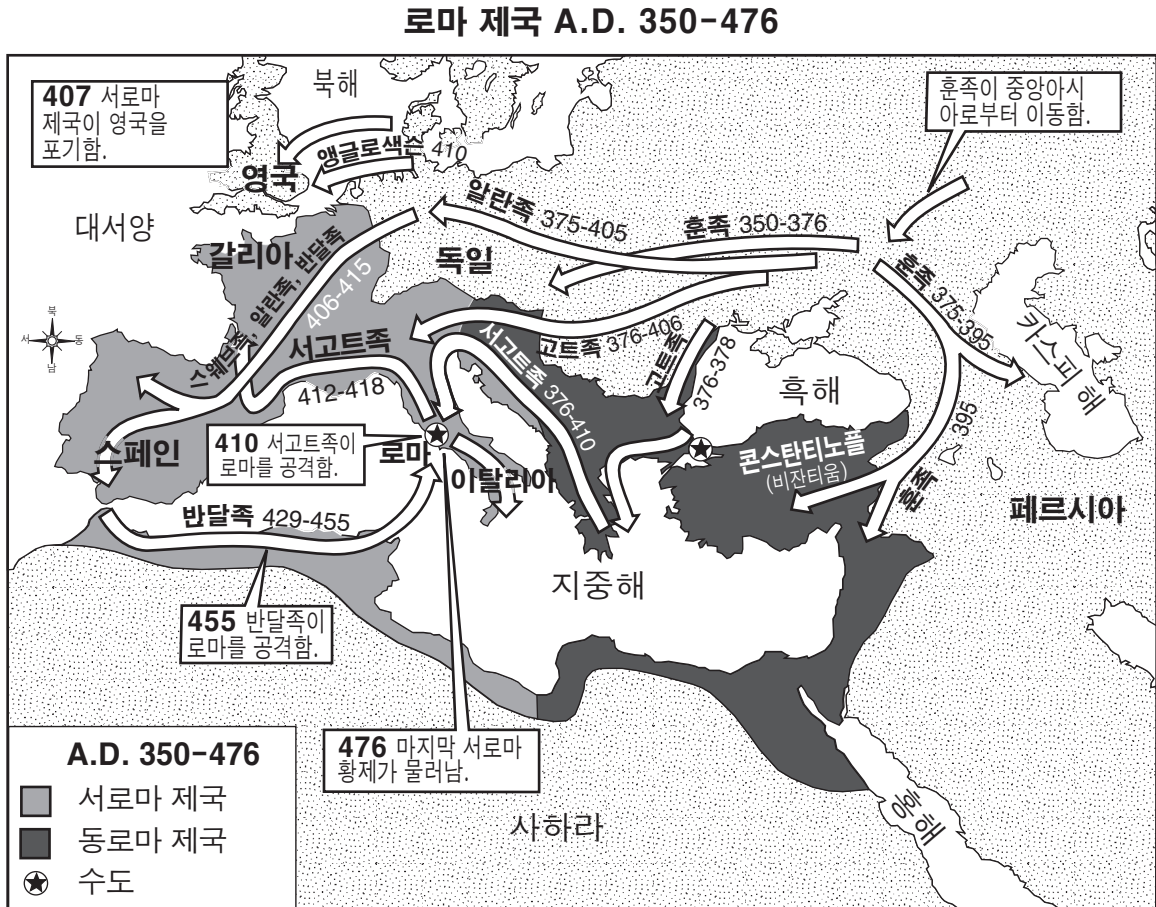 로마 제국 A.D. 350-476
407 서로마
제국이 영국을
포기함.
북해
훈족이 중앙아시
아로부터 이동함.
앵글로색슨 410
영국
대서양
알란족 375-405
훈족 350-376
갈리아
독일
스웨브족, 알란족, 반달족
406-415
훈족 375-395
카스피 해
북
서
동
남
서고트족
412-418
고트족 376-406
서고트족 376-410
고트족
376-378
흑해
395
훈족
스페인
410 서고트족이
로마를 공격함.
로마
이탈리아
콘스탄티노플
(비잔티움)
페르시아
반달족 429-455
지중해
455 반달족이
로마를 공격함.
476 마지막 서로마
황제가 물러남.
사하라
홍해
A.D. 350-476
서로마 제국
동로마 제국
수도